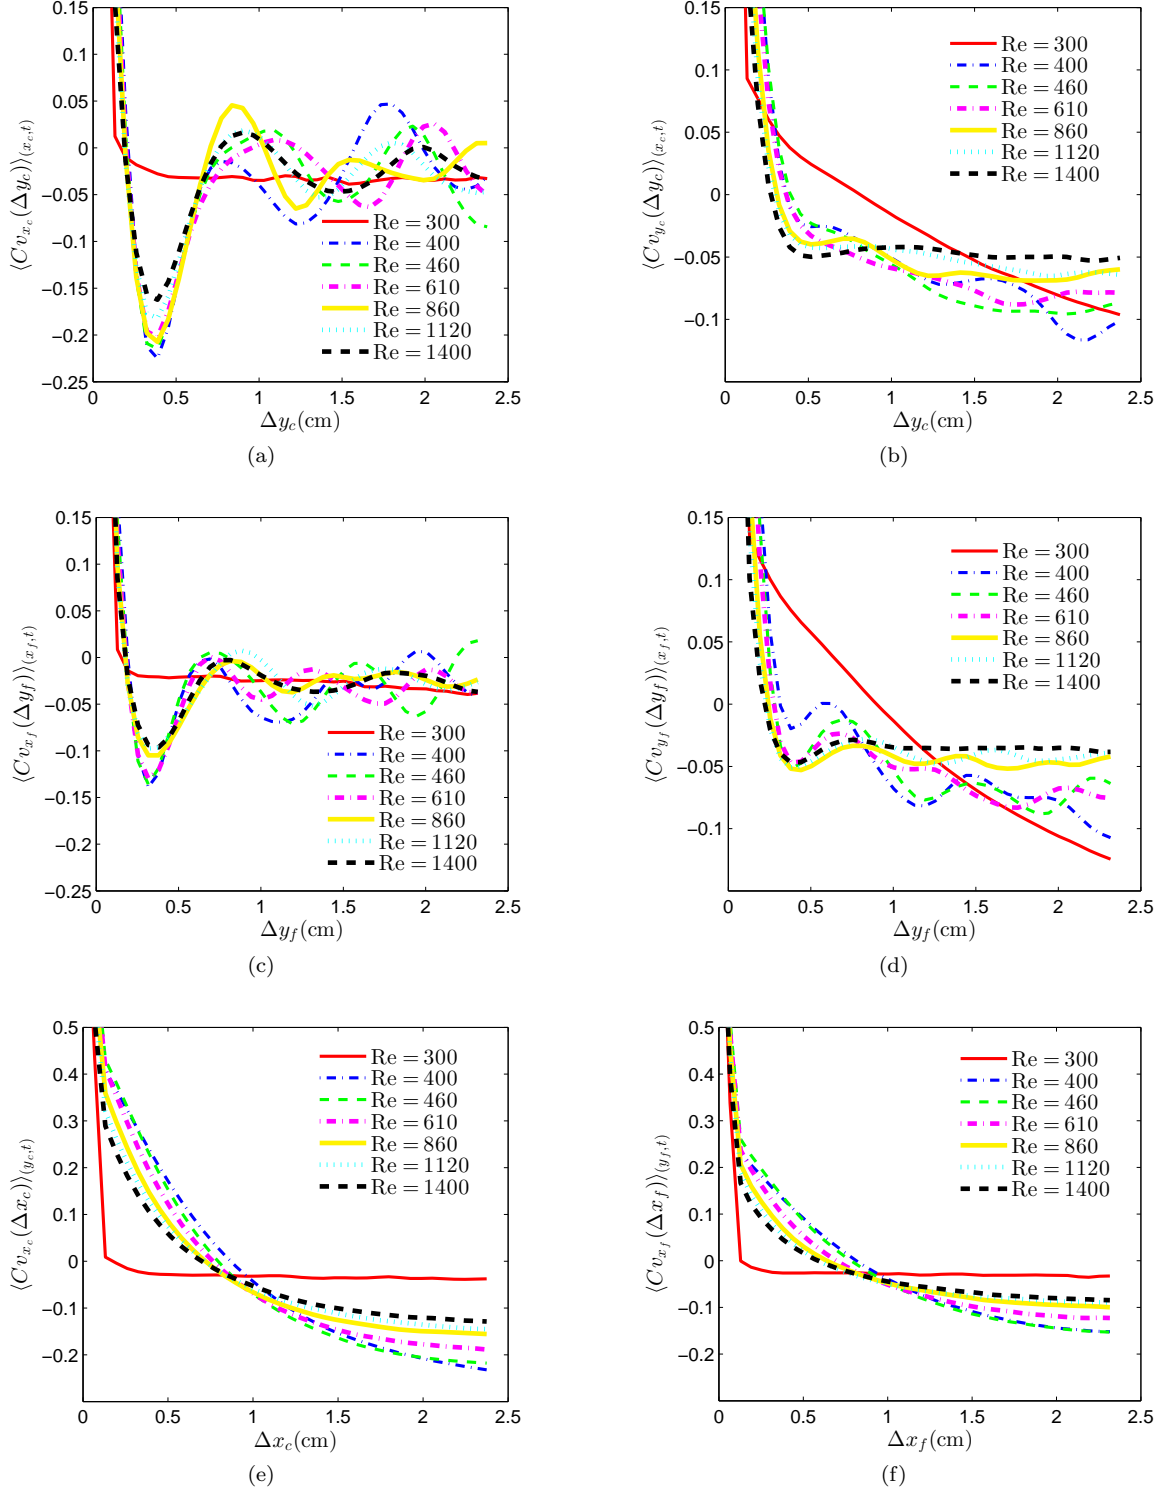 0.15
0.1
0.05
0
−0.05
−0.1
−0.15
−0.2
−0.25
0 0.5 1 1.5 2 2.5
⟨Cv_{x_c}(Δy_c)⟩_{(x_c,t)}
Δy_c(cm)
Re = 300
Re = 400
Re = 460
Re = 610
Re = 860
Re = 1120
Re = 1400
(a)
0.15
0.1
0.05
0
−0.05
−0.1
0 0.5 1 1.5 2 2.5
⟨Cv_{y_c}(Δy_c)⟩_{(x_c,t)}
Δy_c(cm)
Re = 300
Re = 400
Re = 460
Re = 610
Re = 860
Re = 1120
Re = 1400
(b)
0.15
0.1
0.05
0
−0.05
−0.1
−0.15
−0.2
−0.25
0 0.5 1 1.5 2 2.5
⟨Cv_{x_f}(Δy_f)⟩_{(x_f,t)}
Δy_f(cm)
Re = 300
Re = 400
Re = 460
Re = 610
Re = 860
Re = 1120
Re = 1400
(c)
0.15
0.1
0.05
0
−0.05
−0.1
0 0.5 1 1.5 2 2.5
⟨Cv_{y_f}(Δy_f)⟩_{(x_f,t)}
Δy_f(cm)
Re = 300
Re = 400
Re = 460
Re = 610
Re = 860
Re = 1120
Re = 1400
(d)
0.5
0.4
0.3
0.2
0.1
0
−0.1
−0.2
0 0.5 1 1.5 2 2.5
⟨Cv_{x_c}(Δx_c)⟩_{(y_c,t)}
Δx_c(cm)
Re = 300
Re = 400
Re = 460
Re = 610
Re = 860
Re = 1120
Re = 1400
(e)
0.5
0.4
0.3
0.2
0.1
0
−0.1
−0.2
0 0.5 1 1.5 2 2.5
⟨Cv_{x_f}(Δx_f)⟩_{(y_f,t)}
Δx_f(cm)
Re = 300
Re = 400
Re = 460
Re = 610
Re = 860
Re = 1120
Re = 1400
(f)